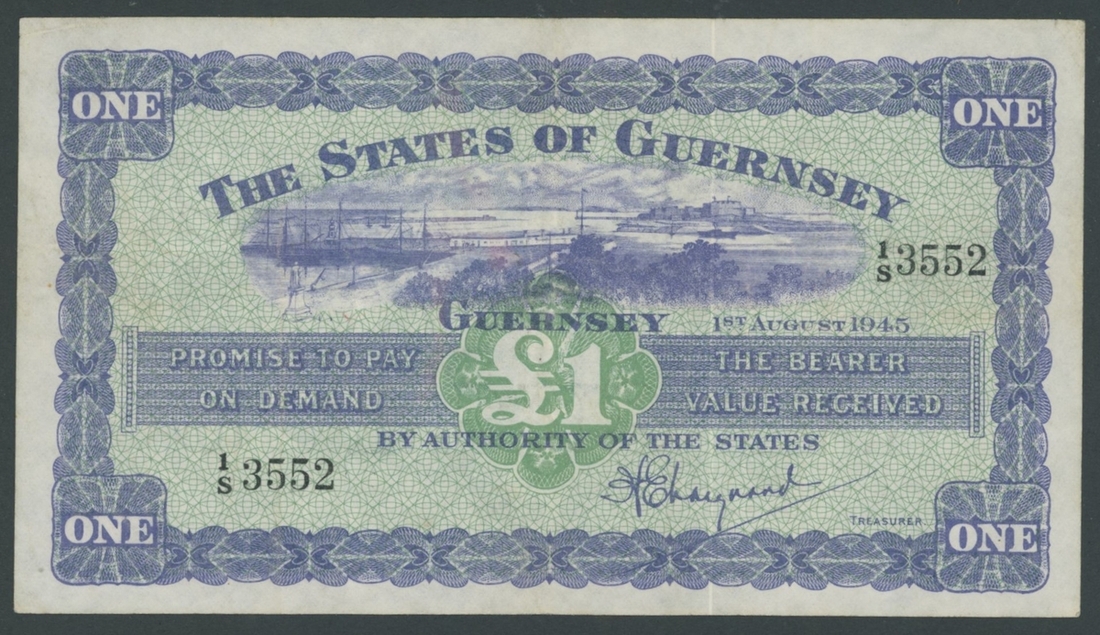 ONE
ONE
THE STATES OF GUERNSEY
1/S 3552
GUERNSEY 1ST AUGUST 1945
PROMISE TO PAY £1 THE BEARER
ON DEMAND VALUE RECEIVED
BY AUTHORITY OF THE STATES
1/S 3552
TREASURER
ONE
ONE